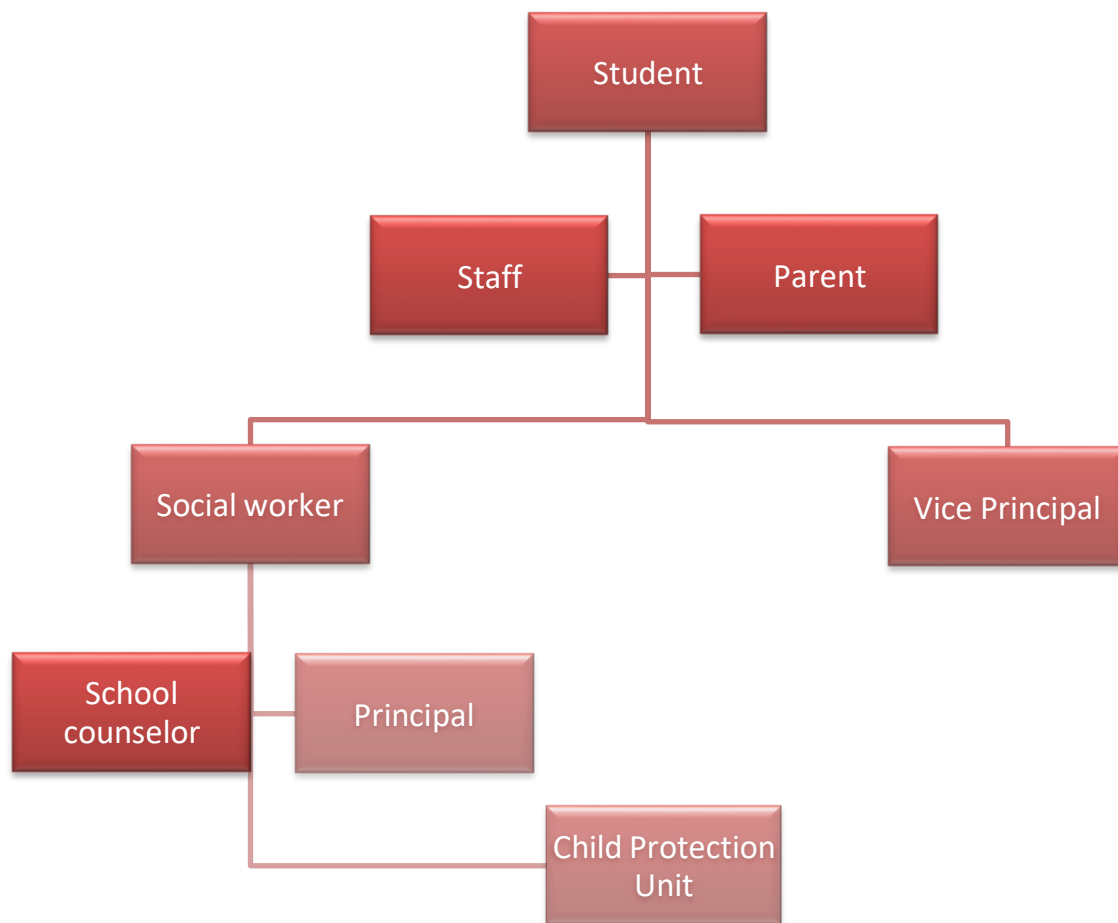 Student
Staff
Parent
Social worker
Vice Principal
School
counselor
Principal
Child Protection
Unit